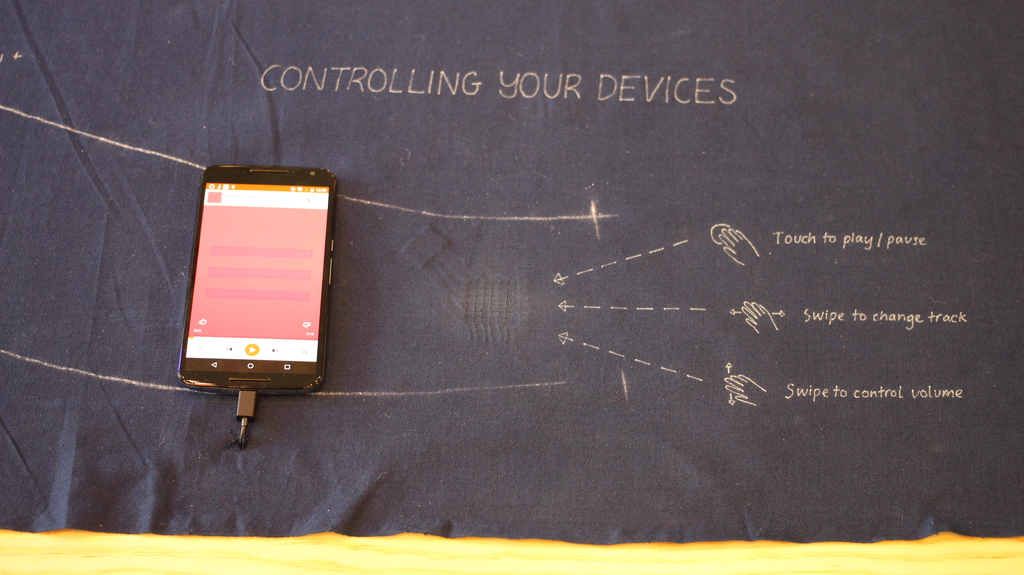 CONTROLLING YOUR DEVICES
Touch to play/pause
Swipe to change track
Swipe to control volume